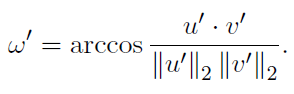 ω′ = arccos u′ · v′ / ‖u′‖₂ ‖v′‖₂.